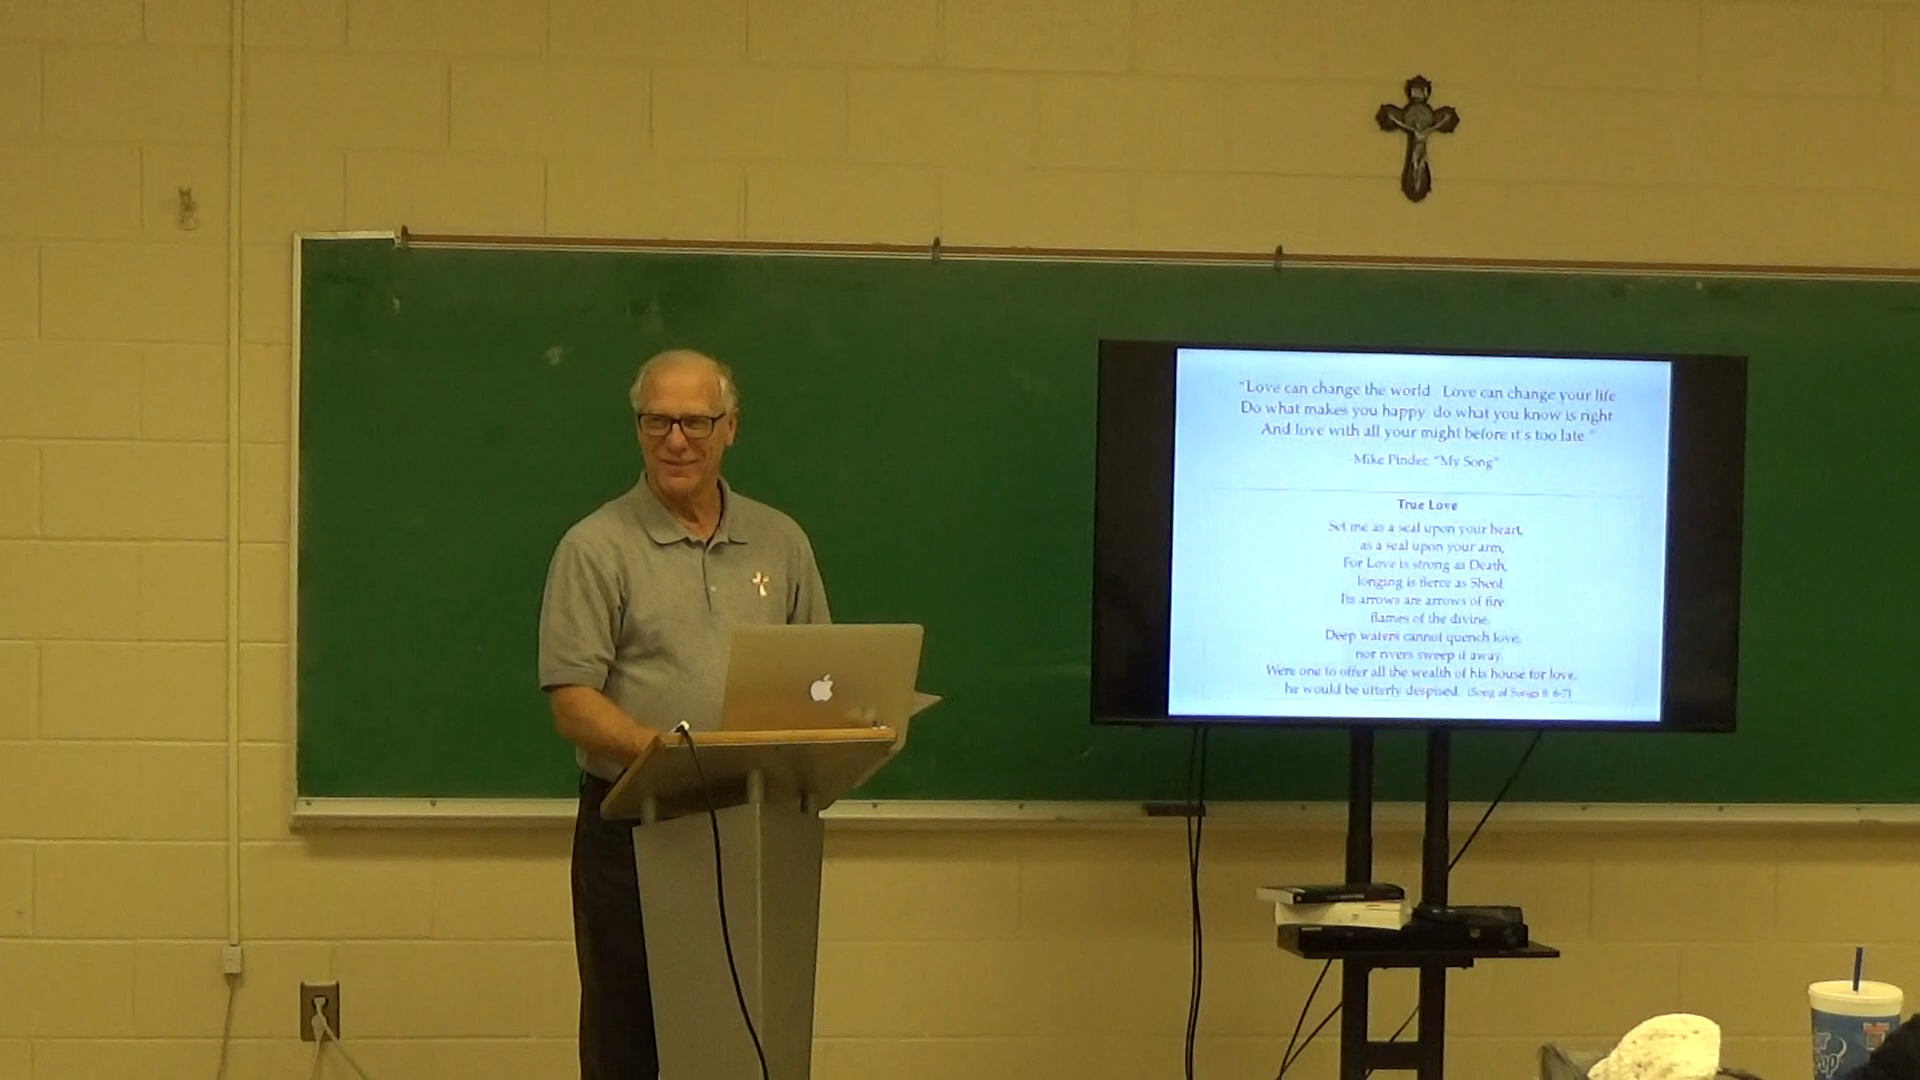 "Love can change the world Love can change your life
Do what makes you happy, do what you know is right
And love with all your might before it's too late."
-Mike Pinder, "My Song"
True Love
Set me as a seal upon your heart,
as a seal upon your arm;
For Love is strong as Death,
longing is fierce as Sheol.
Its arrows are arrows of fire,
flames of the divine.
Deep waters cannot quench love,
nor rivers sweep it away.
Were one to offer all the wealth of his house for love,
he would be utterly despised. (Song of Songs 8: 6-7)